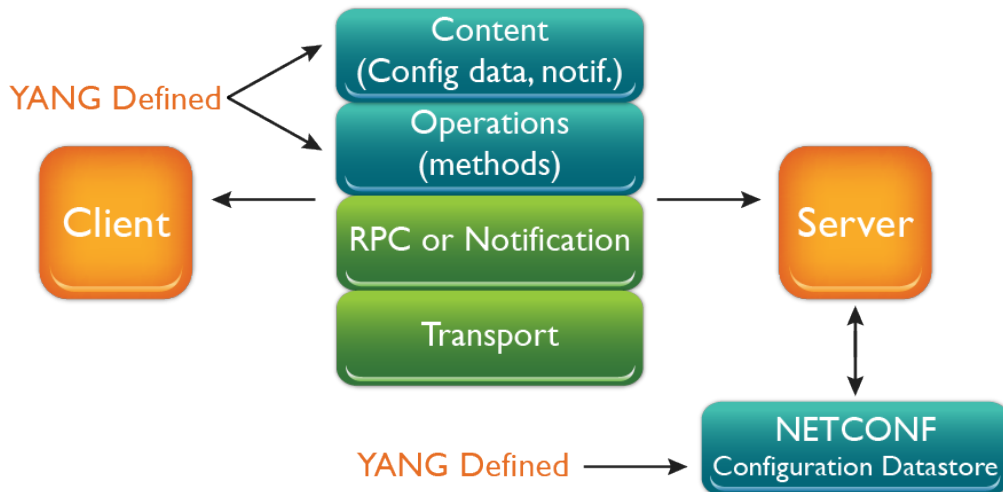 Content
(Config data, notif.)
YANG Defined
Operations
(methods)
Client
RPC or Notification
Server
Transport
NETCONF
Configuration Datastore
YANG Defined